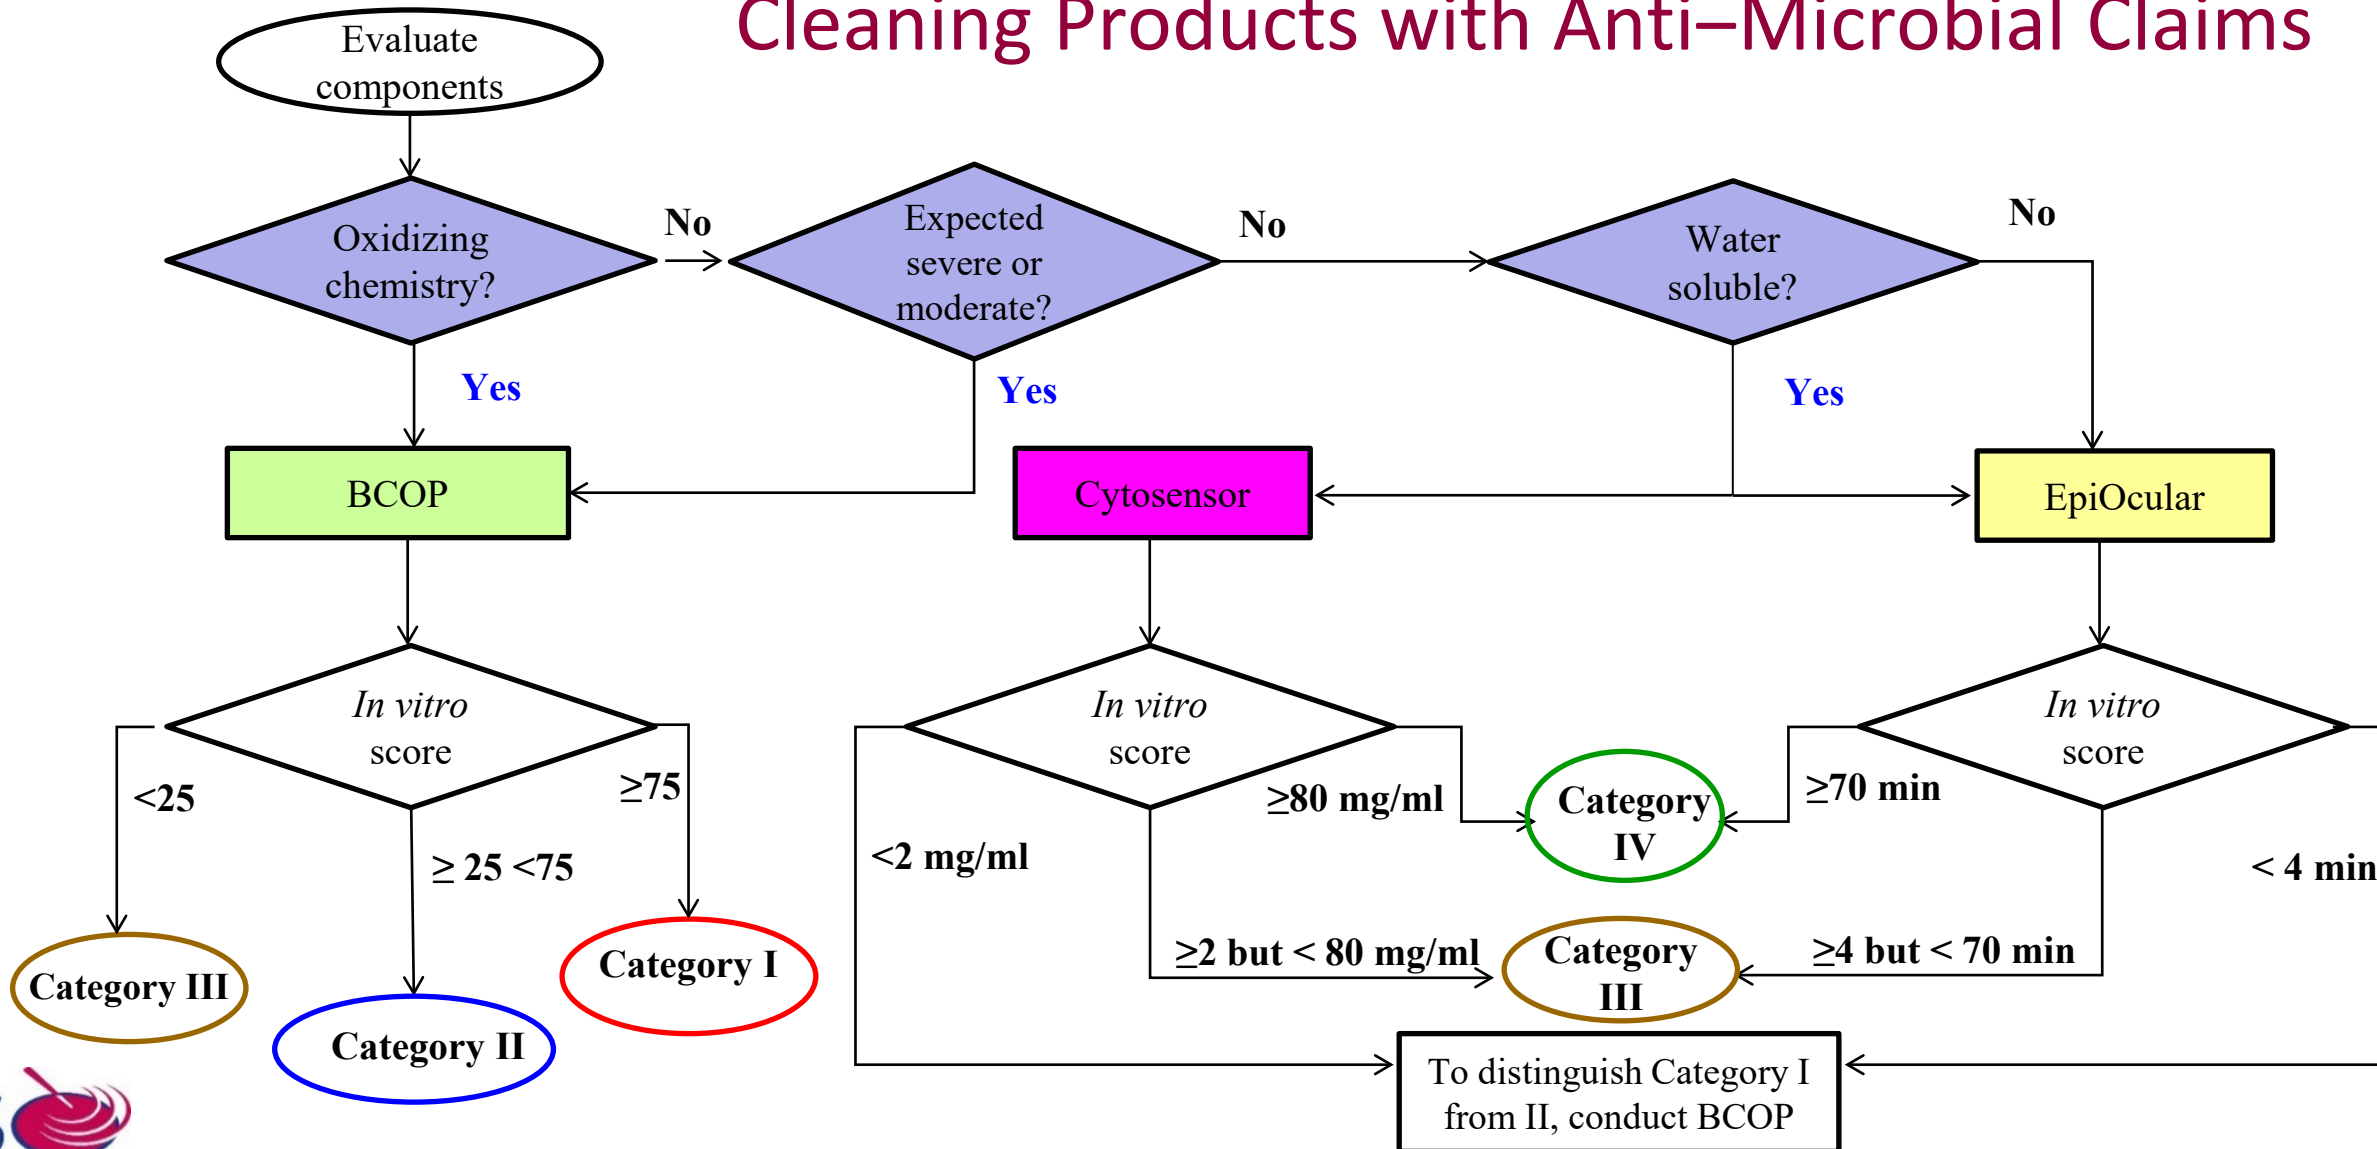 Cleaning Products with Anti–Microbial Claims
Evaluate
components
Oxidizing
chemistry?
No
Expected
severe or
moderate?
No
Water
soluble?
No
Yes
Yes
Yes
BCOP
Cytosensor
EpiOcular
In vitro
score
In vitro
score
In vitro
score
<25
≥ 25 <75
≥75
<2 mg/ml
≥80 mg/ml
≥2 but < 80 mg/ml
≥70 min
≥4 but < 70 min
< 4 min
Category
IV
Category
III
Category III
Category II
Category I
To distinguish Category I
from II, conduct BCOP